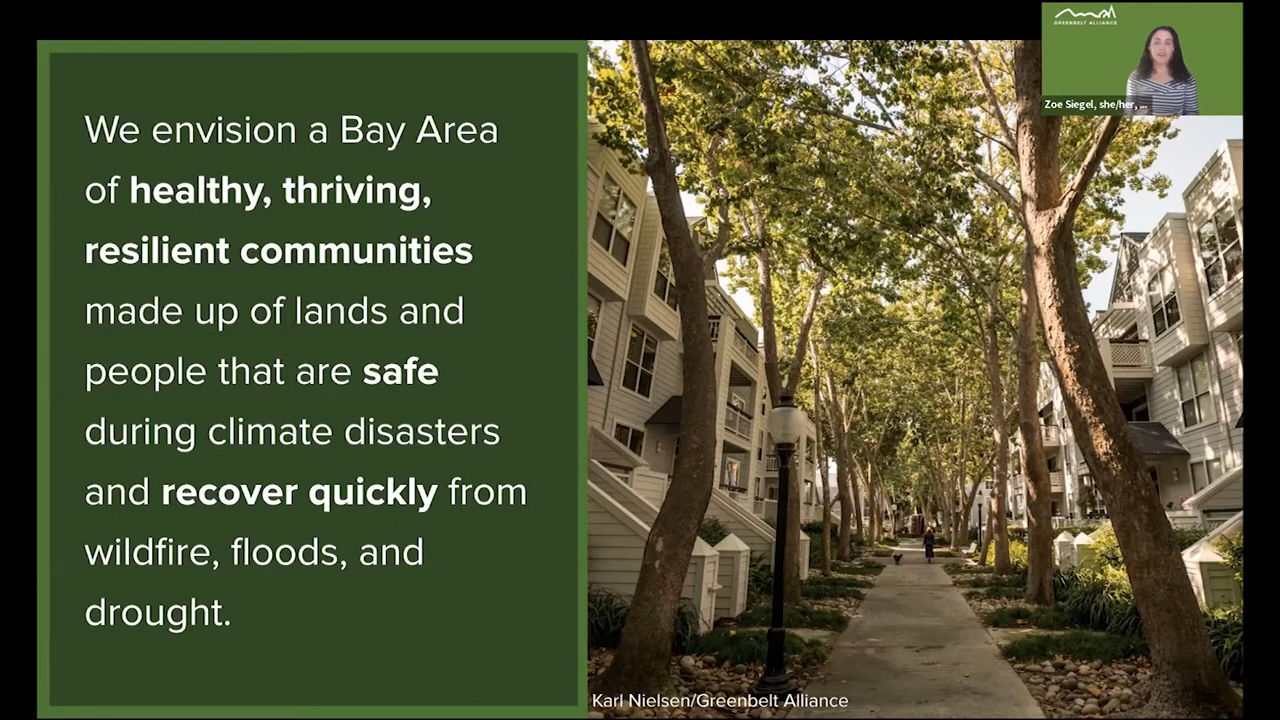 We envision a Bay Area
of healthy, thriving,
resilient communities
made up of lands and
people that are safe
during climate disasters
and recover quickly from
wildfire, floods, and
drought.
GREENBELT ALLIANCE
Zoe Siegel, she/her, ...
Karl Nielsen/Greenbelt Alliance